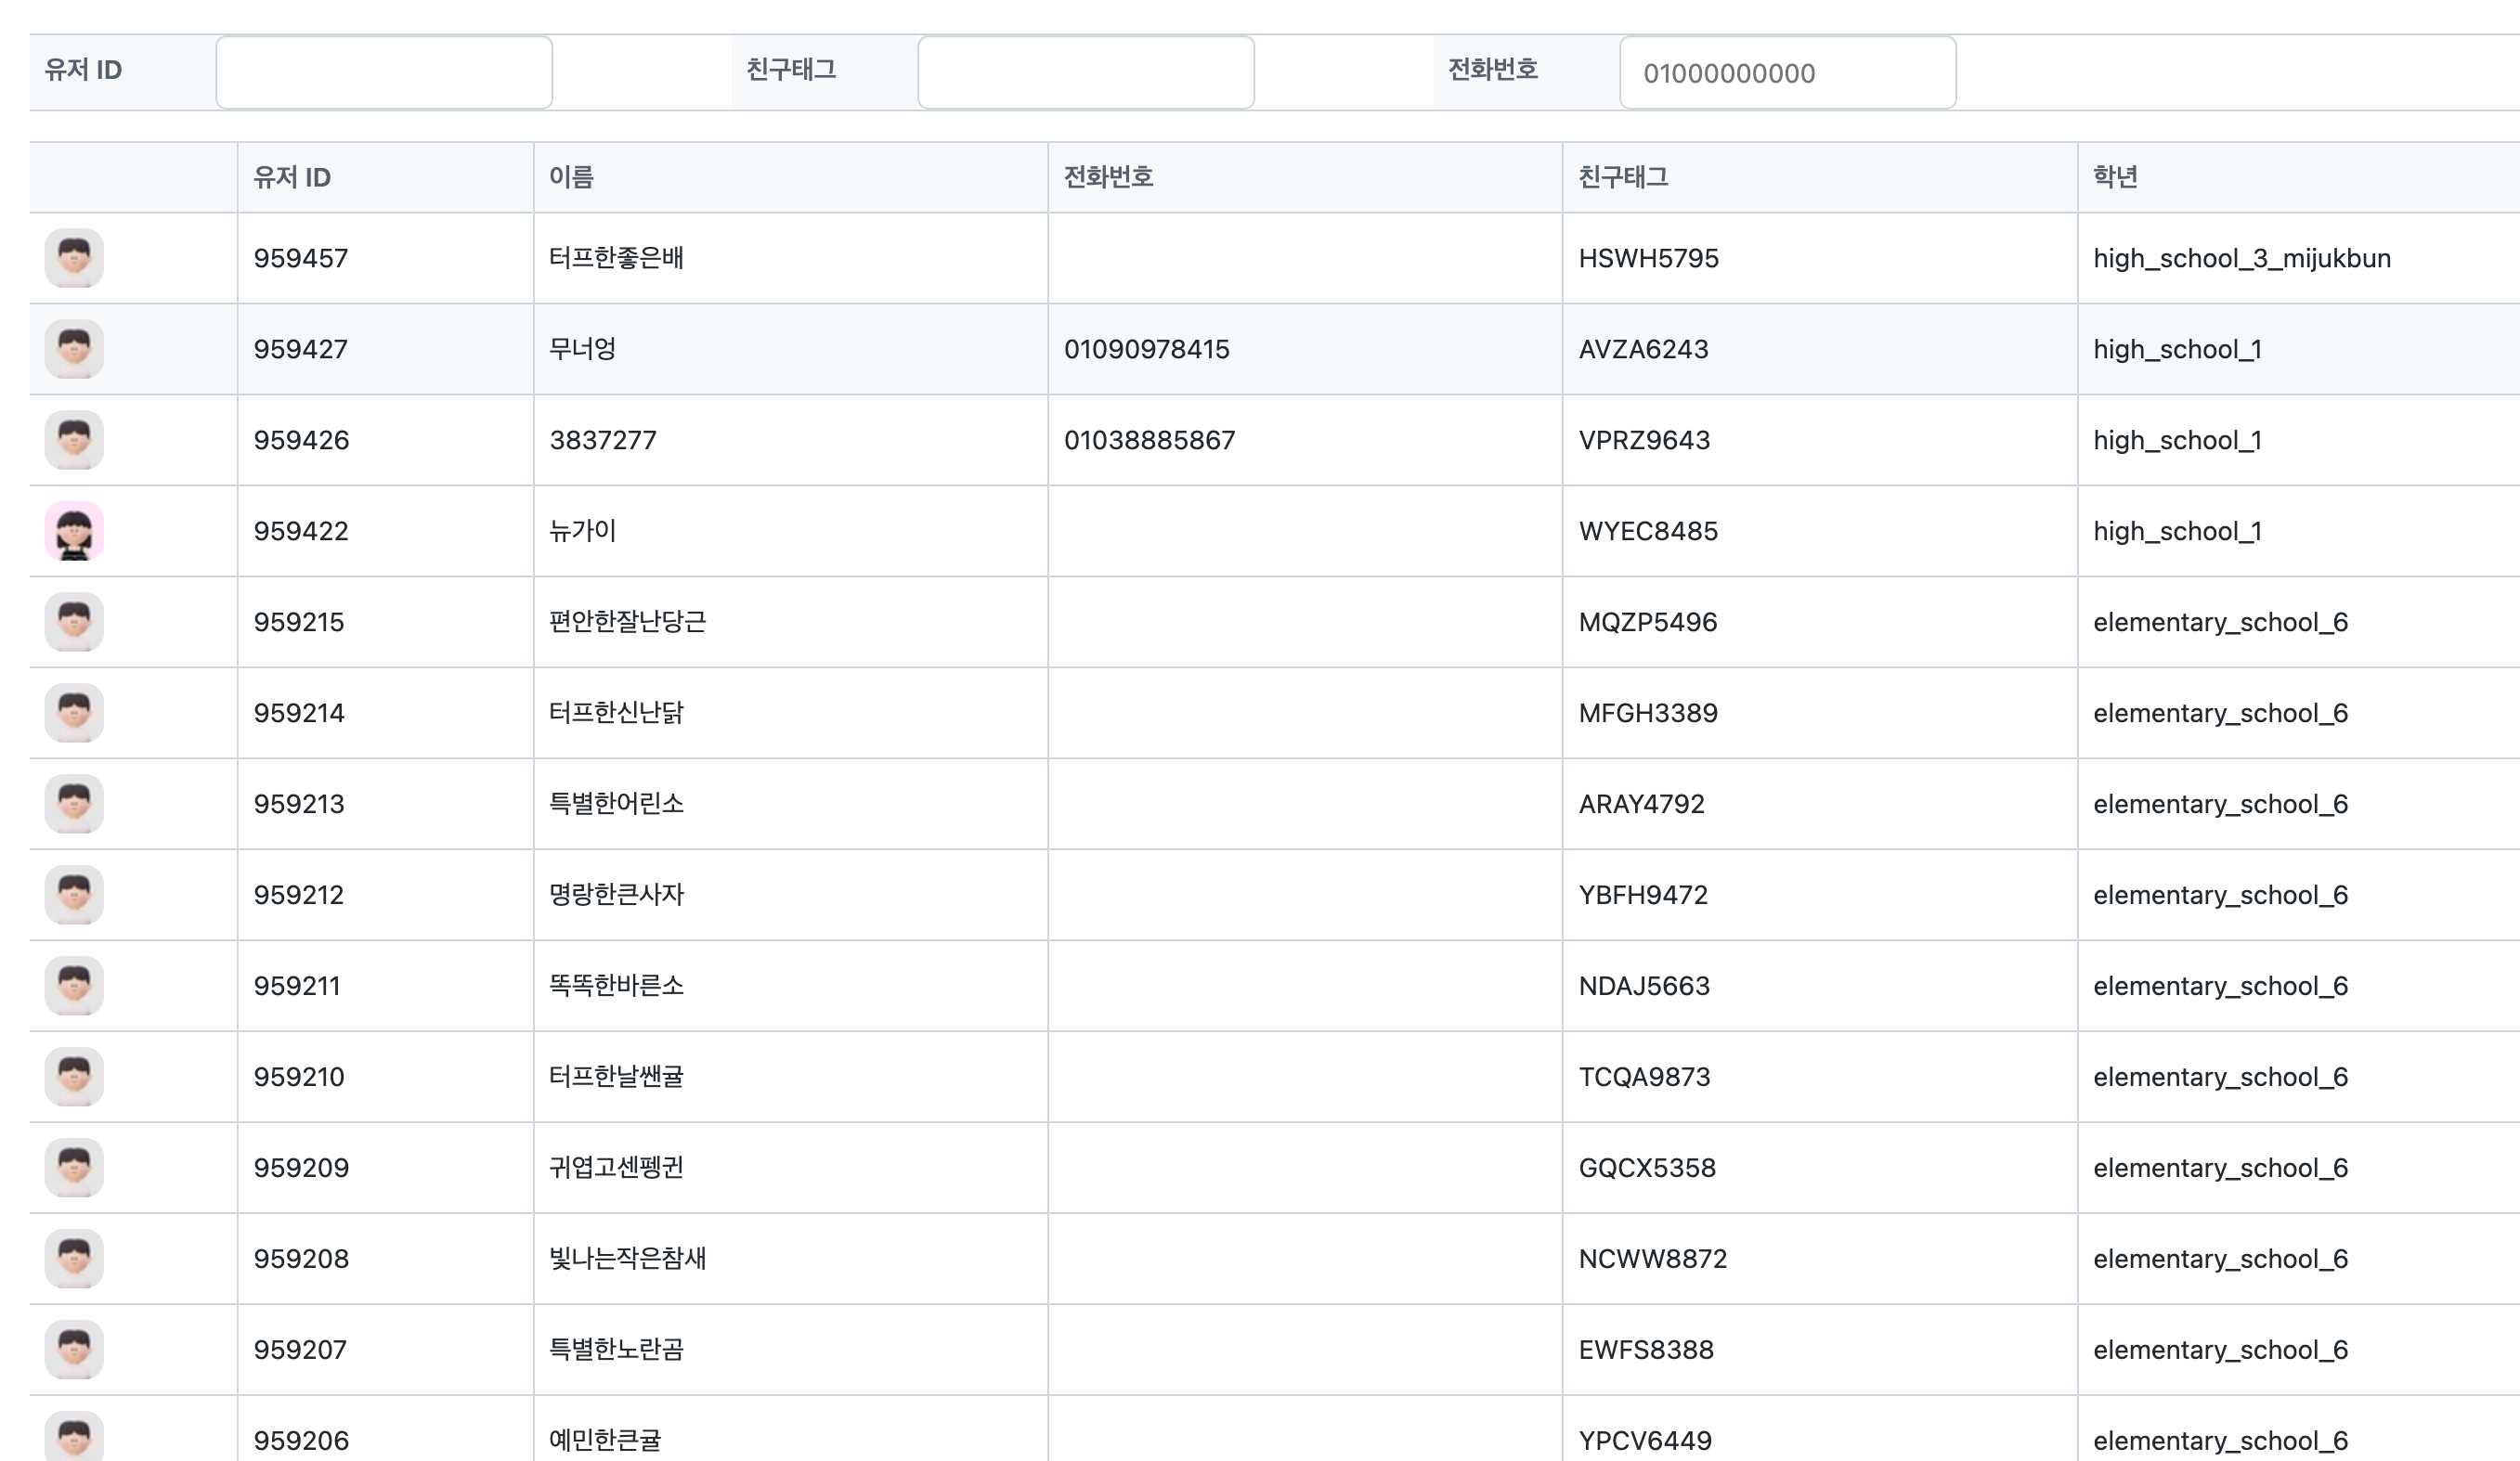 유저 ID 친구태그 전화번호 01000000000
유저 ID 이름 전화번호 친구태그 학년
959457 터프한좋은배 HSWH5795 high_school_3_mijukbun
959427 무너엉 01090978415 AVZA6243 high_school_1
959426 3837277 01038885867 VPRZ9643 high_school_1
959422 뉴가이 WYEC8485 high_school_1
959215 편안한잘난당근 MQZP5496 elementary_school_6
959214 터프한신난닭 MFGH3389 elementary_school_6
959213 특별한어린소 ARAY4792 elementary_school_6
959212 명랑한큰사자 YBFH9472 elementary_school_6
959211 똑똑한바른소 NDAJ5663 elementary_school_6
959210 터프한날쌘귤 TCQA9873 elementary_school_6
959209 귀엽고센펭귄 GQCX5358 elementary_school_6
959208 빛나는작은참새 NCWW8872 elementary_school_6
959207 특별한노란곰 EWFS8388 elementary_school_6
959206 예민한큰귤 YPCV6449 elementary_school_6